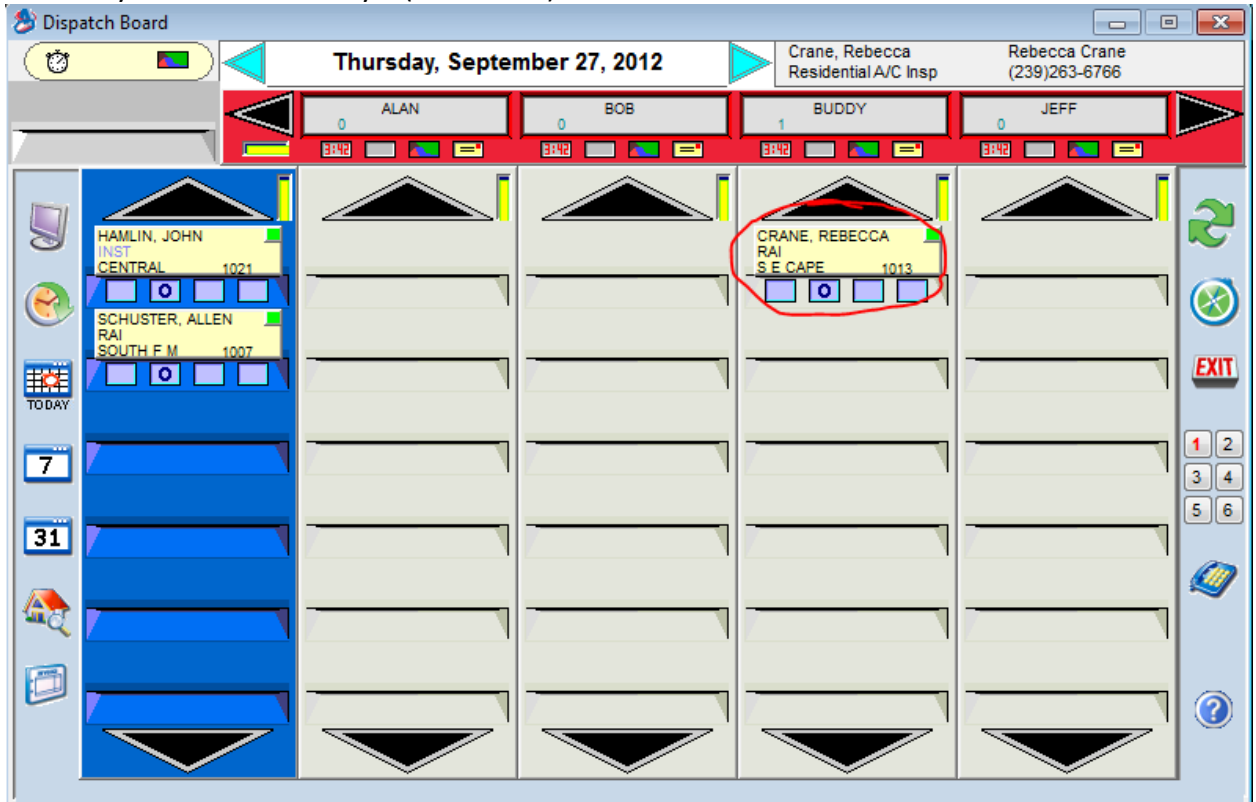 Dispatch Board
Thursday, September 27, 2012
Crane, Rebecca Rebecca Crane
Residential A/C Insp (239)263-6766
ALAN BOB BUDDY JEFF
0 0 1 0
3:42 3:42 3:42 3:42
HAMLIN, JOHN
INST
CENTRAL 1021
O
SCHUSTER, ALLEN
RAI
SOUTH F M 1007
O
CRANE, REBECCA
RAI
S E CAPE 1013
O
TODAY
7
31
EXIT
1 2
3 4
5 6
?